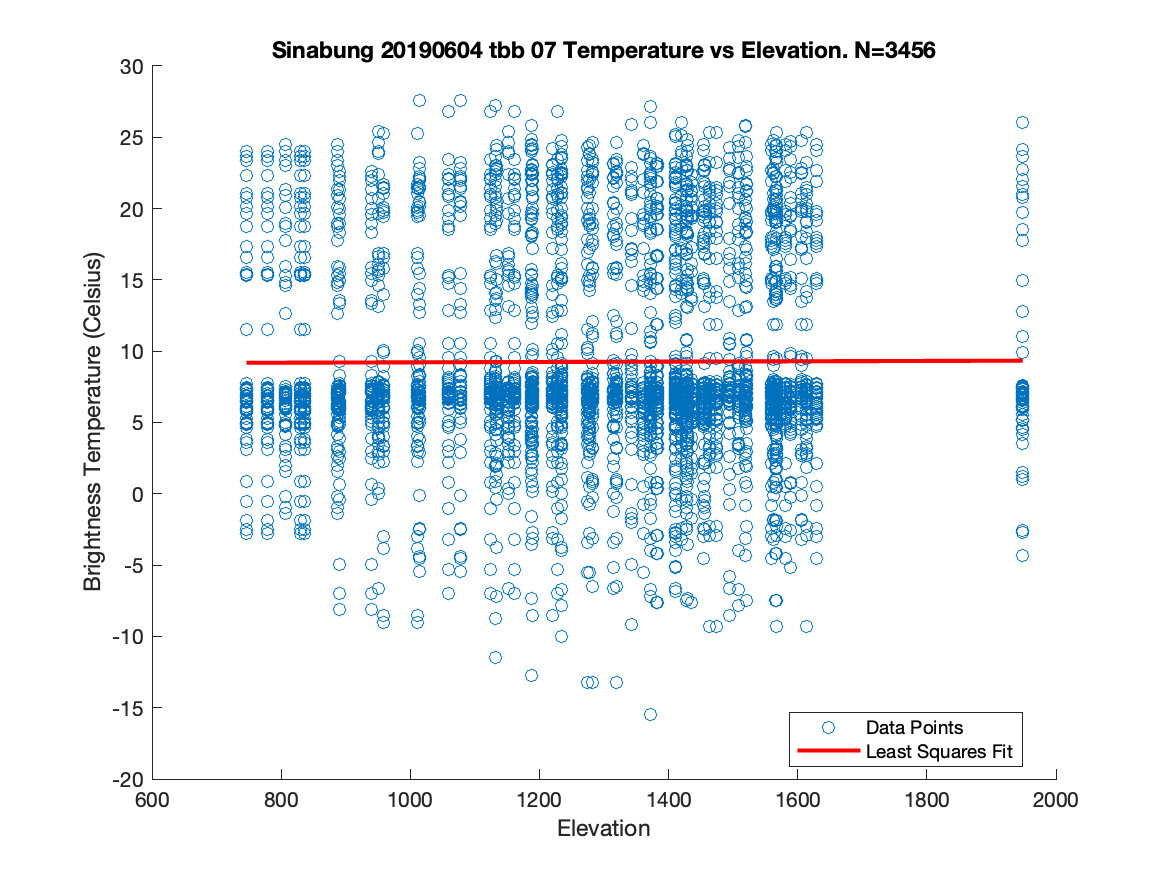 Sinabung 20190604 tbb 07 Temperature vs Elevation. N=3456
30
25
20
15
10
5
0
-5
-10
-15
-20
Brightness Temperature (Celsius)
Data Points
Least Squares Fit
600 800 1000 1200 1400 1600 1800 2000
Elevation